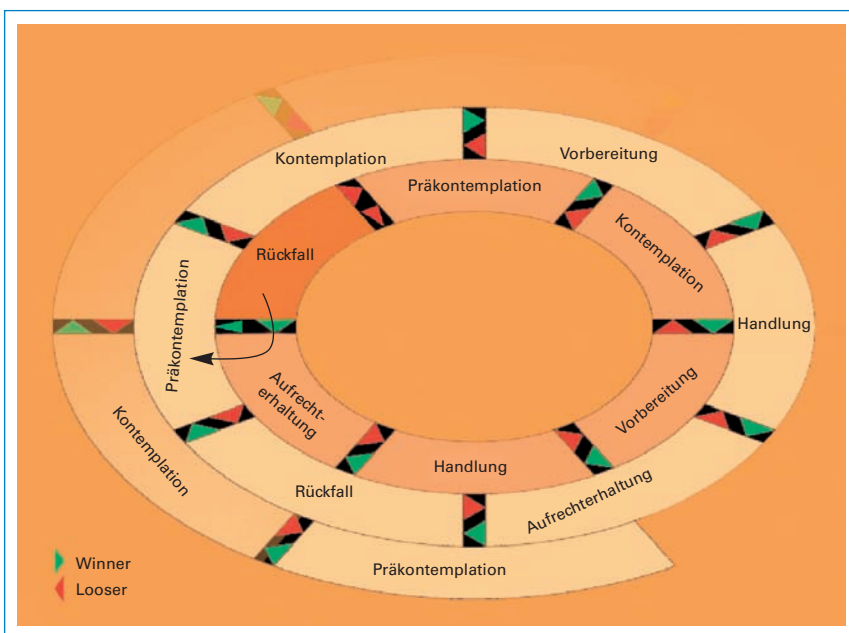 Kontemplation
Vorbereitung
Präkontemplation
Rückfall
Kontemplation
Präkontemplation
Handlung
Aufrecht-
erhaltung
Vorbereitung
Kontemplation
Handlung
Rückfall
Aufrechterhaltung
Präkontemplation
Winner
Looser